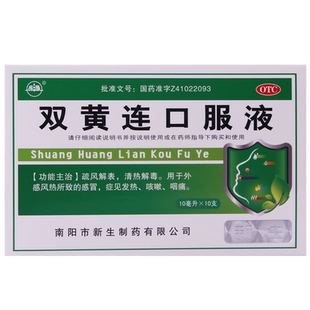 批准文号：国药准字Z41022093
OTC
双黄连口服液
请仔细阅读说明书并按说明使用或在药师指导下购买和使用
Shuang Huang Lian Kou Fu Ye
【功能主治】疏风解表，清热解毒。用于外
感风热所致的感冒，症见发热、咳嗽、咽痛。
10毫升×10支
南阳市新生制药有限公司